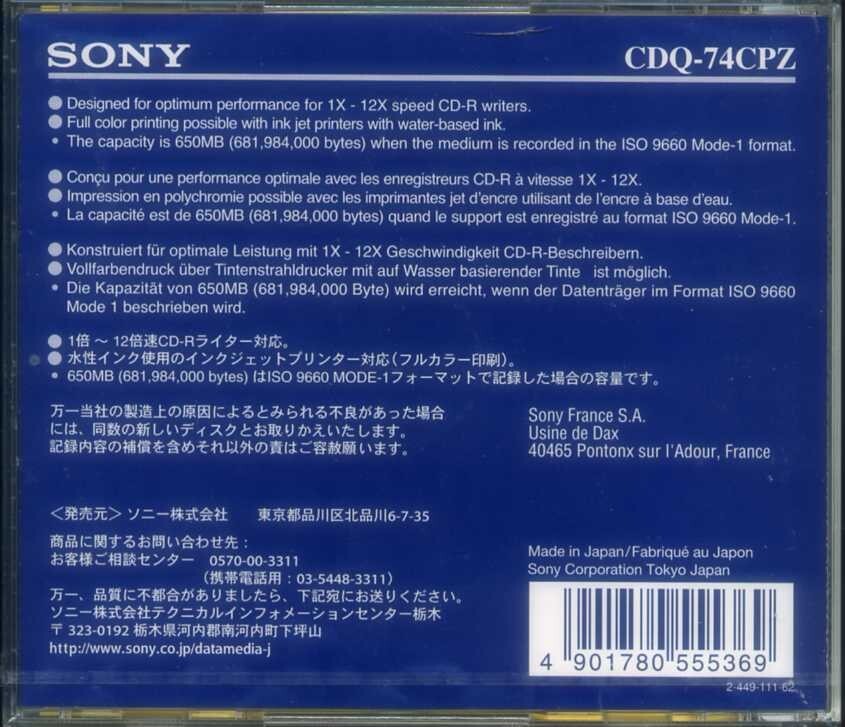 SONY
CDQ-74CPZ
● Designed for optimum performance for 1X - 12X speed CD-R writers.
● Full color printing possible with ink jet printers with water-based ink.
• The capacity is 650MB (681,984,000 bytes) when the medium is recorded in the ISO 9660 Mode-1 format.
● Conçu pour une performance optimale avec les enregistreurs CD-R à vitesse 1X - 12X.
● Impression en polychromie possible avec les imprimantes jet d'encre utilisant de l'encre à base d'eau.
• La capacité est de 650MB (681,984,000 bytes) quand le support est enregistré au format ISO 9660 Mode-1.
● Konstruiert für optimale Leistung mit 1X - 12X Geschwindigkeit CD-R-Beschreibern.
● Vollfarbendruck über Tintenstrahldrucker mit auf Wasser basierender Tinte ist möglich.
• Die Kapazität von 650MB (681,984,000 Byte) wird erreicht, wenn der Datenträger im Format ISO 9660
Mode 1 beschrieben wird.
● 1倍 ～ 12倍速CD-Rライター対応。
● 水性インク使用のインクジェットプリンター対応（フルカラー印刷）。
• 650MB (681,984,000 bytes) はISO 9660 MODE-1フォーマットで記録した場合の容量です。
万一当社の製造上の原因によるとみられる不良があった場合
には、同数の新しいディスクとお取りかえいたします。
記録内容の補償を含めそれ以外の責はご容赦願います。
Sony France S.A.
Usine de Dax
40465 Pontonx sur l'Adour, France
＜発売元＞ ソニー株式会社 東京都品川区北品川6-7-35
商品に関するお問い合わせ先：
お客様ご相談センター 0570-00-3311
（携帯電話用：03-5448-3311）
万一、品質に不都合がありましたら、下記宛にお送りください。
ソニー株式会社テクニカルインフォメーションセンター栃木
〒 323-0192 栃木県河内郡南河内町下坪山
http://www.sony.co.jp/datamedia-j
Made in Japan/Fabriqué au Japon
Sony Corporation Tokyo Japan
4 901780 555369
2-449-111-62